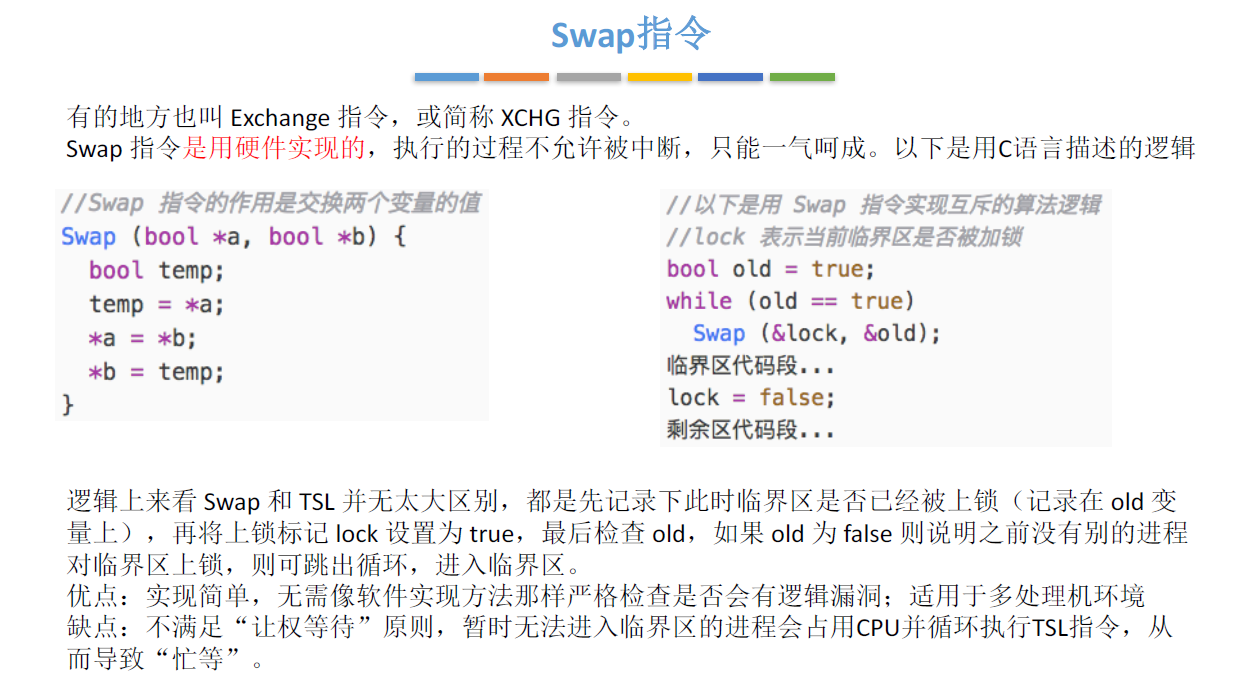 Swap指令
有的地方也叫 Exchange 指令，或简称 XCHG 指令。
Swap 指令是用硬件实现的，执行的过程不允许被中断，只能一气呵成。以下是用C语言描述的逻辑
//Swap 指令的作用是交换两个变量的值
Swap (bool *a, bool *b) {
  bool temp;
  temp = *a;
  *a = *b;
  *b = temp;
}
//以下是用 Swap 指令实现互斥的算法逻辑
//lock 表示当前临界区是否被加锁
bool old = true;
while (old == true)
  Swap (&lock, &old);
临界区代码段...
lock = false;
剩余区代码段...
逻辑上来看 Swap 和 TSL 并无太大区别，都是先记录下此时临界区是否已经被上锁（记录在 old 变
量上），再将上锁标记 lock 设置为 true，最后检查 old，如果 old 为 false 则说明之前没有别的进程
对临界区上锁，则可跳出循环，进入临界区。
优点：实现简单，无需像软件实现方法那样严格检查是否会有逻辑漏洞；适用于多处理机环境
缺点：不满足“让权等待”原则，暂时无法进入临界区的进程会占用CPU并循环执行TSL指令，从
而导致“忙等”。